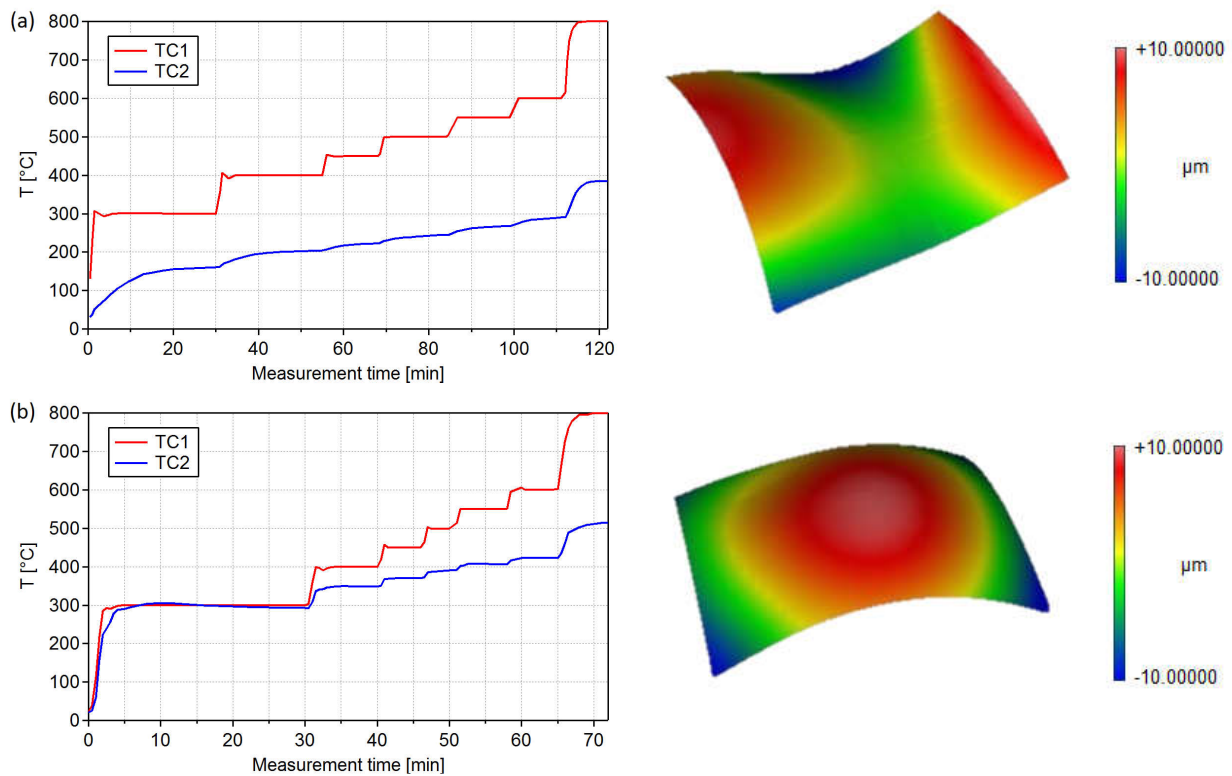 (a)
T [°C]
800
700
600
500
400
300
200
100
0
TC1
TC2
0 20 40 60 80 100 120
Measurement time [min]
+10.00000
µm
-10.00000
(b)
T [°C]
800
700
600
500
400
300
200
100
0
TC1
TC2
0 10 20 30 40 50 60 70
Measurement time [min]
+10.00000
µm
-10.00000